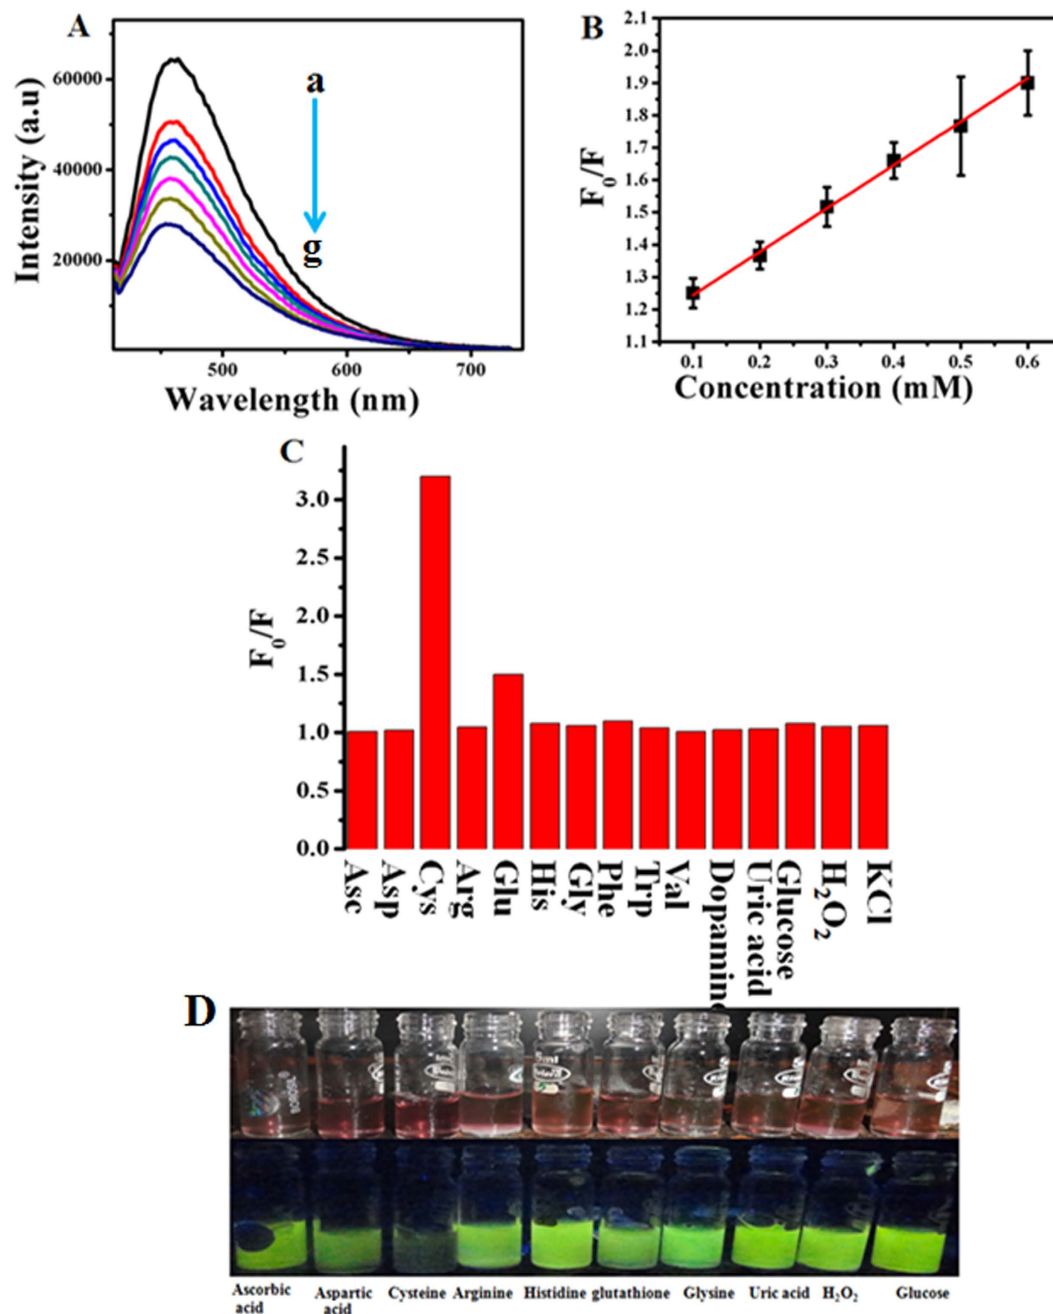 A
a
g
60000
40000
20000
Intensity (a.u)
500
600
700
Wavelength (nm)
B
2.0
1.9
1.8
1.7
1.6
1.5
1.4
1.3
1.2
1.1
F₀/F
0.1
0.2
0.3
0.4
0.5
0.6
Concentration (mM)
C
3.0
2.5
2.0
1.5
1.0
0.5
0.0
F₀/F
Asc
Asp
Cys
Arg
Glu
His
Gly
Phe
Trp
Val
Dopamine
Uric acid
Glucose
H₂O₂
KCl
D
Ascorbic
acid
Aspartic
acid
Cysteine
Arginine
Histidine
glutathione
Glysine
Uric acid
H₂O₂
Glucose